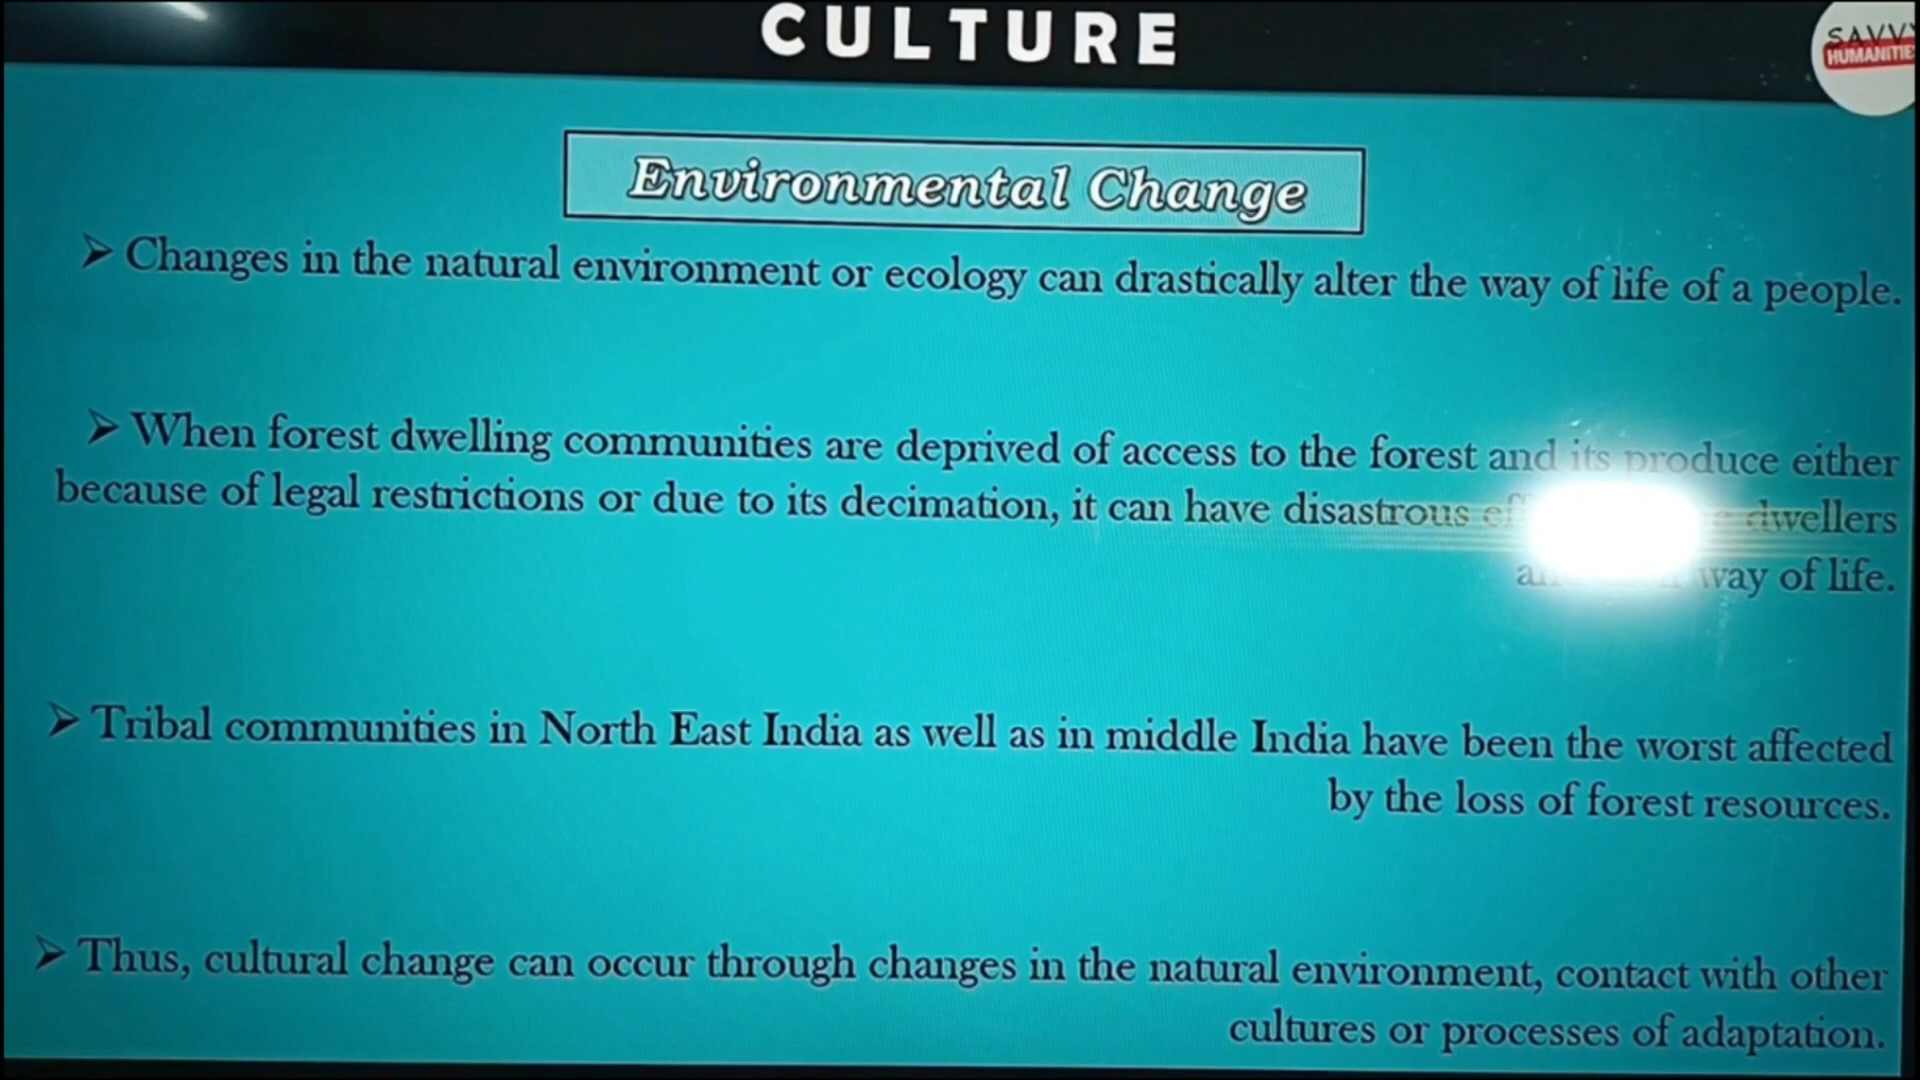 CULTURE
SAVVY
HUMANITIE
Environmental Change
➢ Changes in the natural environment or ecology can drastically alter the way of life of a people.
➢ When forest dwelling communities are deprived of access to the forest and its produce either
because of legal restrictions or due to its decimation, it can have disastrous dwellers
way of life.
➢ Tribal communities in North East India as well as in middle India have been the worst affected
by the loss of forest resources.
➢ Thus, cultural change can occur through changes in the natural environment, contact with other
cultures or processes of adaptation.